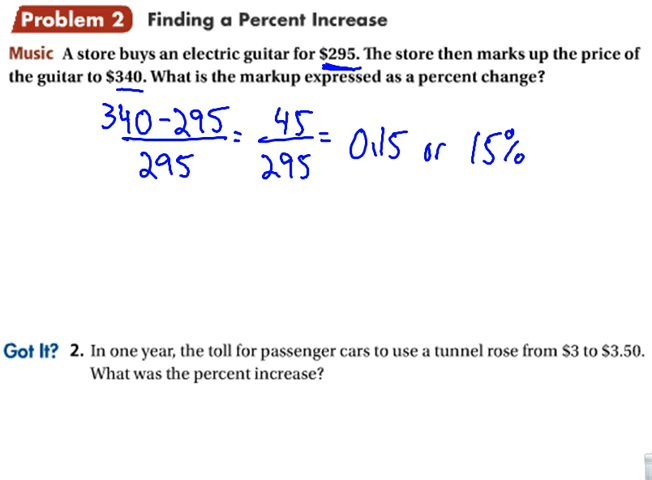 Problem 2 Finding a Percent Increase
Music A store buys an electric guitar for $295. The store then marks up the price of
the guitar to $340. What is the markup expressed as a percent change?
340-295 / 295 = 45 / 295 = 0.15 or 15%
Got It? 2. In one year, the toll for passenger cars to use a tunnel rose from $3 to $3.50.
What was the percent increase?